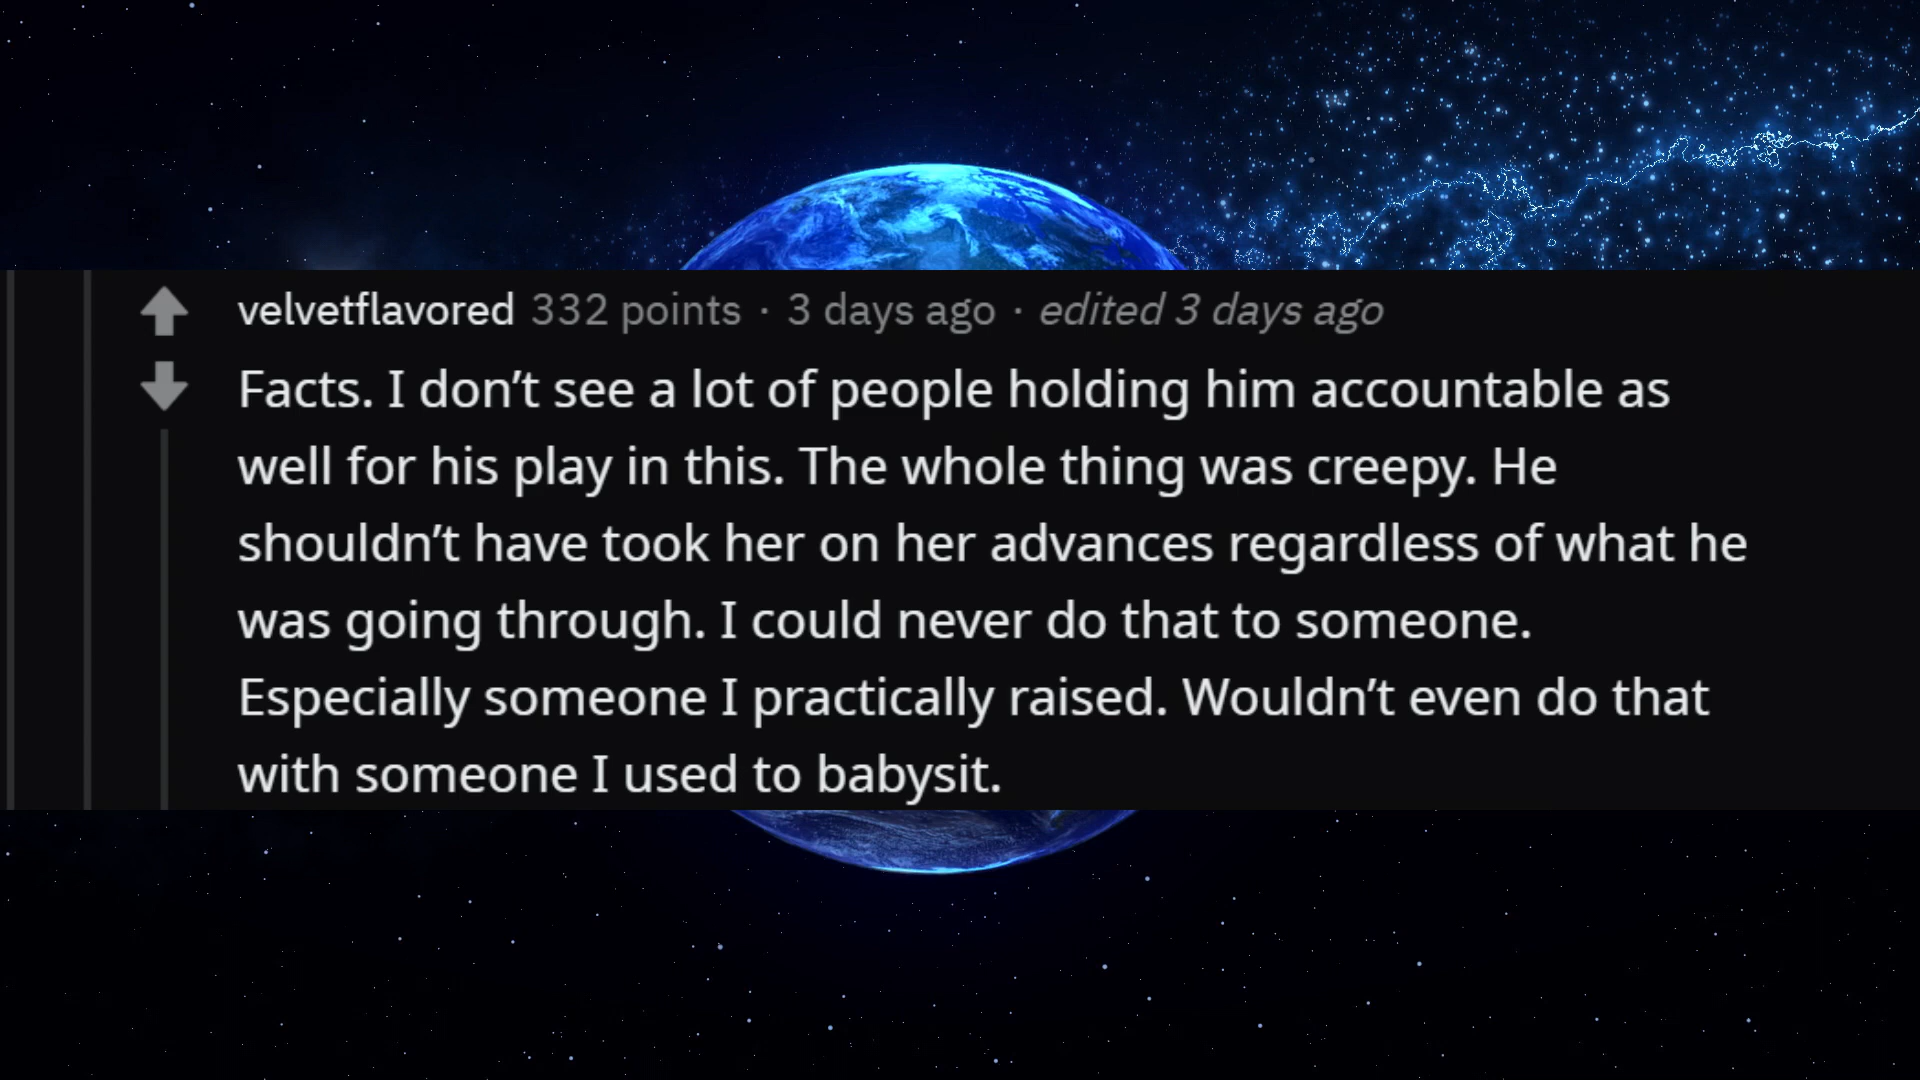 velvetflavored 332 points · 3 days ago · edited 3 days ago
Facts. I don’t see a lot of people holding him accountable as
well for his play in this. The whole thing was creepy. He
shouldn’t have took her on her advances regardless of what he
was going through. I could never do that to someone.
Especially someone I practically raised. Wouldn’t even do that
with someone I used to babysit.